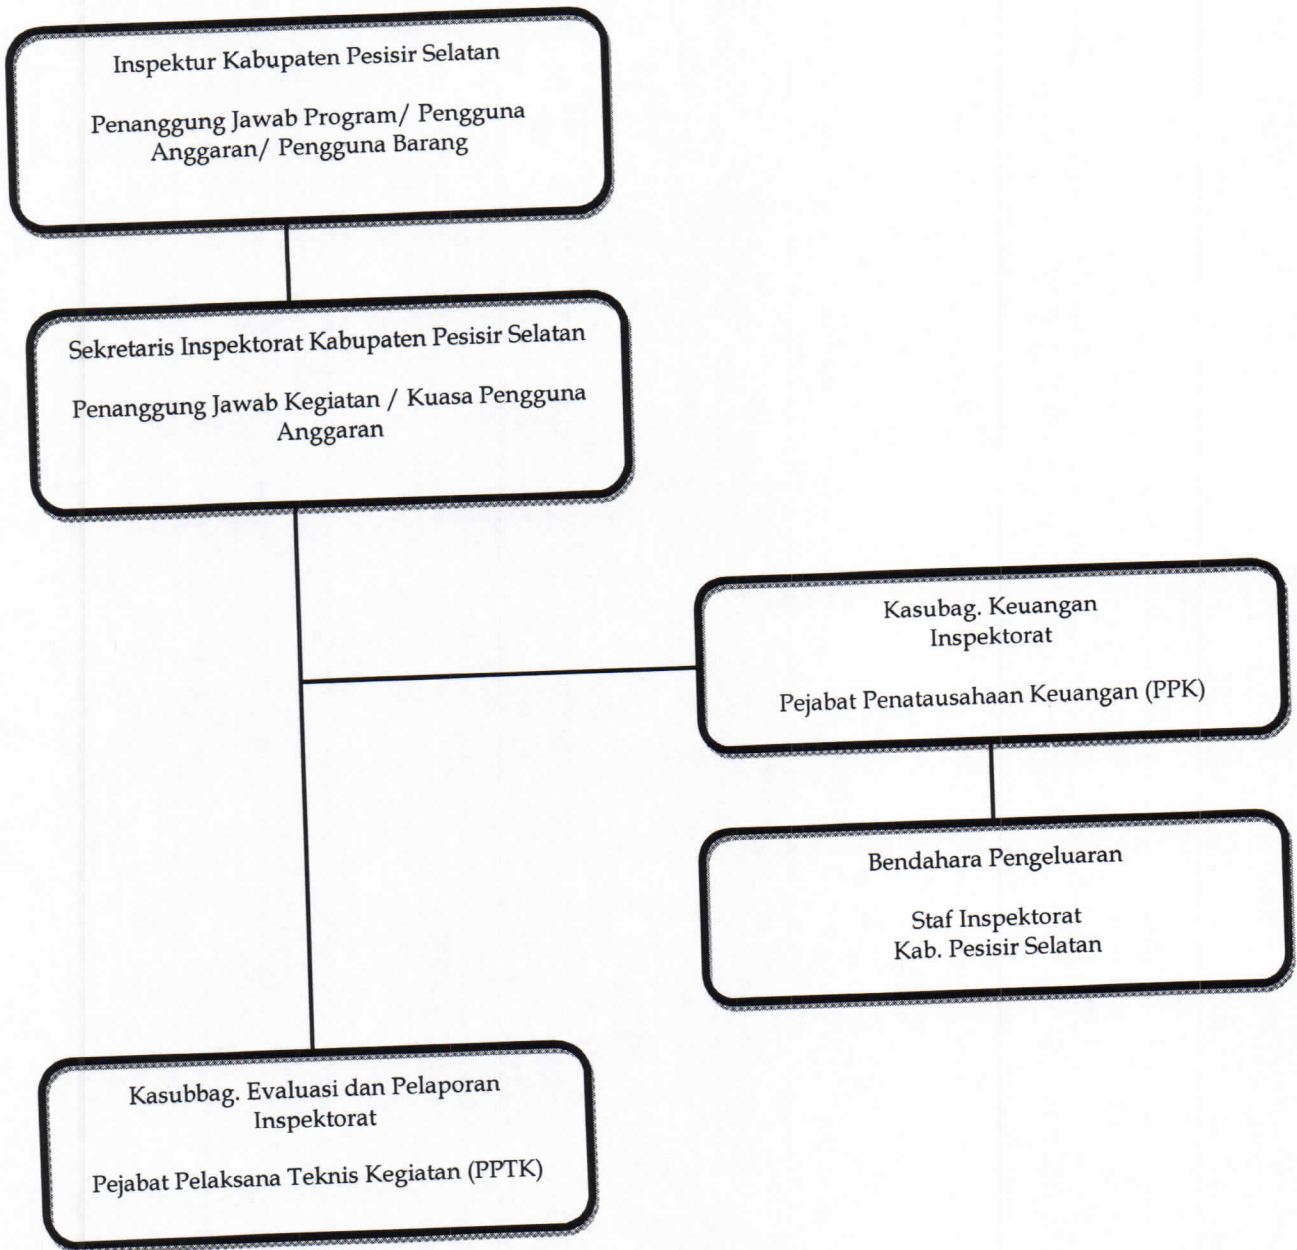 Inspektur Kabupaten Pesisir Selatan
Penanggung Jawab Program/ Pengguna
Anggaran/ Pengguna Barang
Sekretaris Inspektorat Kabupaten Pesisir Selatan
Penanggung Jawab Kegiatan / Kuasa Pengguna
Anggaran
Kasubag. Keuangan
Inspektorat
Pejabat Penatausahaan Keuangan (PPK)
Bendahara Pengeluaran
Staf Inspektorat
Kab. Pesisir Selatan
Kasubbag. Evaluasi dan Pelaporan
Inspektorat
Pejabat Pelaksana Teknis Kegiatan (PPTK)